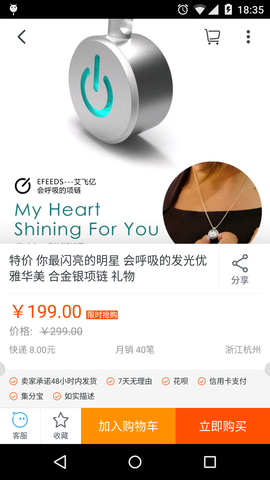 18:35
EFEEDS---艾飞亿
会呼吸的项链
My Heart
Shining For You
特价 你最闪亮的明星 会呼吸的发光优
雅华美 合金银项链 礼物
分享
￥199.00 限时抢购
价格: ￥299.00
快递 8.00元 月销 40笔 浙江杭州
卖家承诺48小时内发货 7天无理由 花呗 信用卡支付
集分宝 如实描述
客服 收藏 加入购物车 立即购买